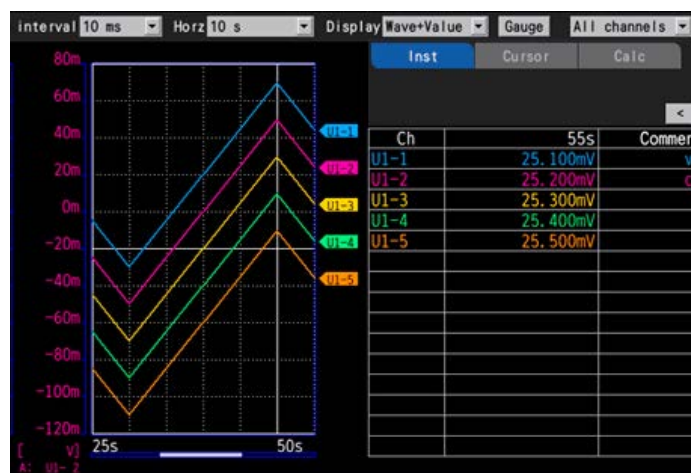 interval 10 ms Horz 10 s Display Wave+Value Gauge All channels
Inst Cursor Calc
<
80m
60m
40m
20m
0m
-20m
-40m
-60m
-80m
-100m
-120m
[ V]
A: U1- 2
25s 50s
U1-1
U1-2
U1-3
U1-4
U1-5
Ch 55s Commer
U1-1 25.100mV v
U1-2 25.200mV c
U1-3 25.300mV
U1-4 25.400mV
U1-5 25.500mV